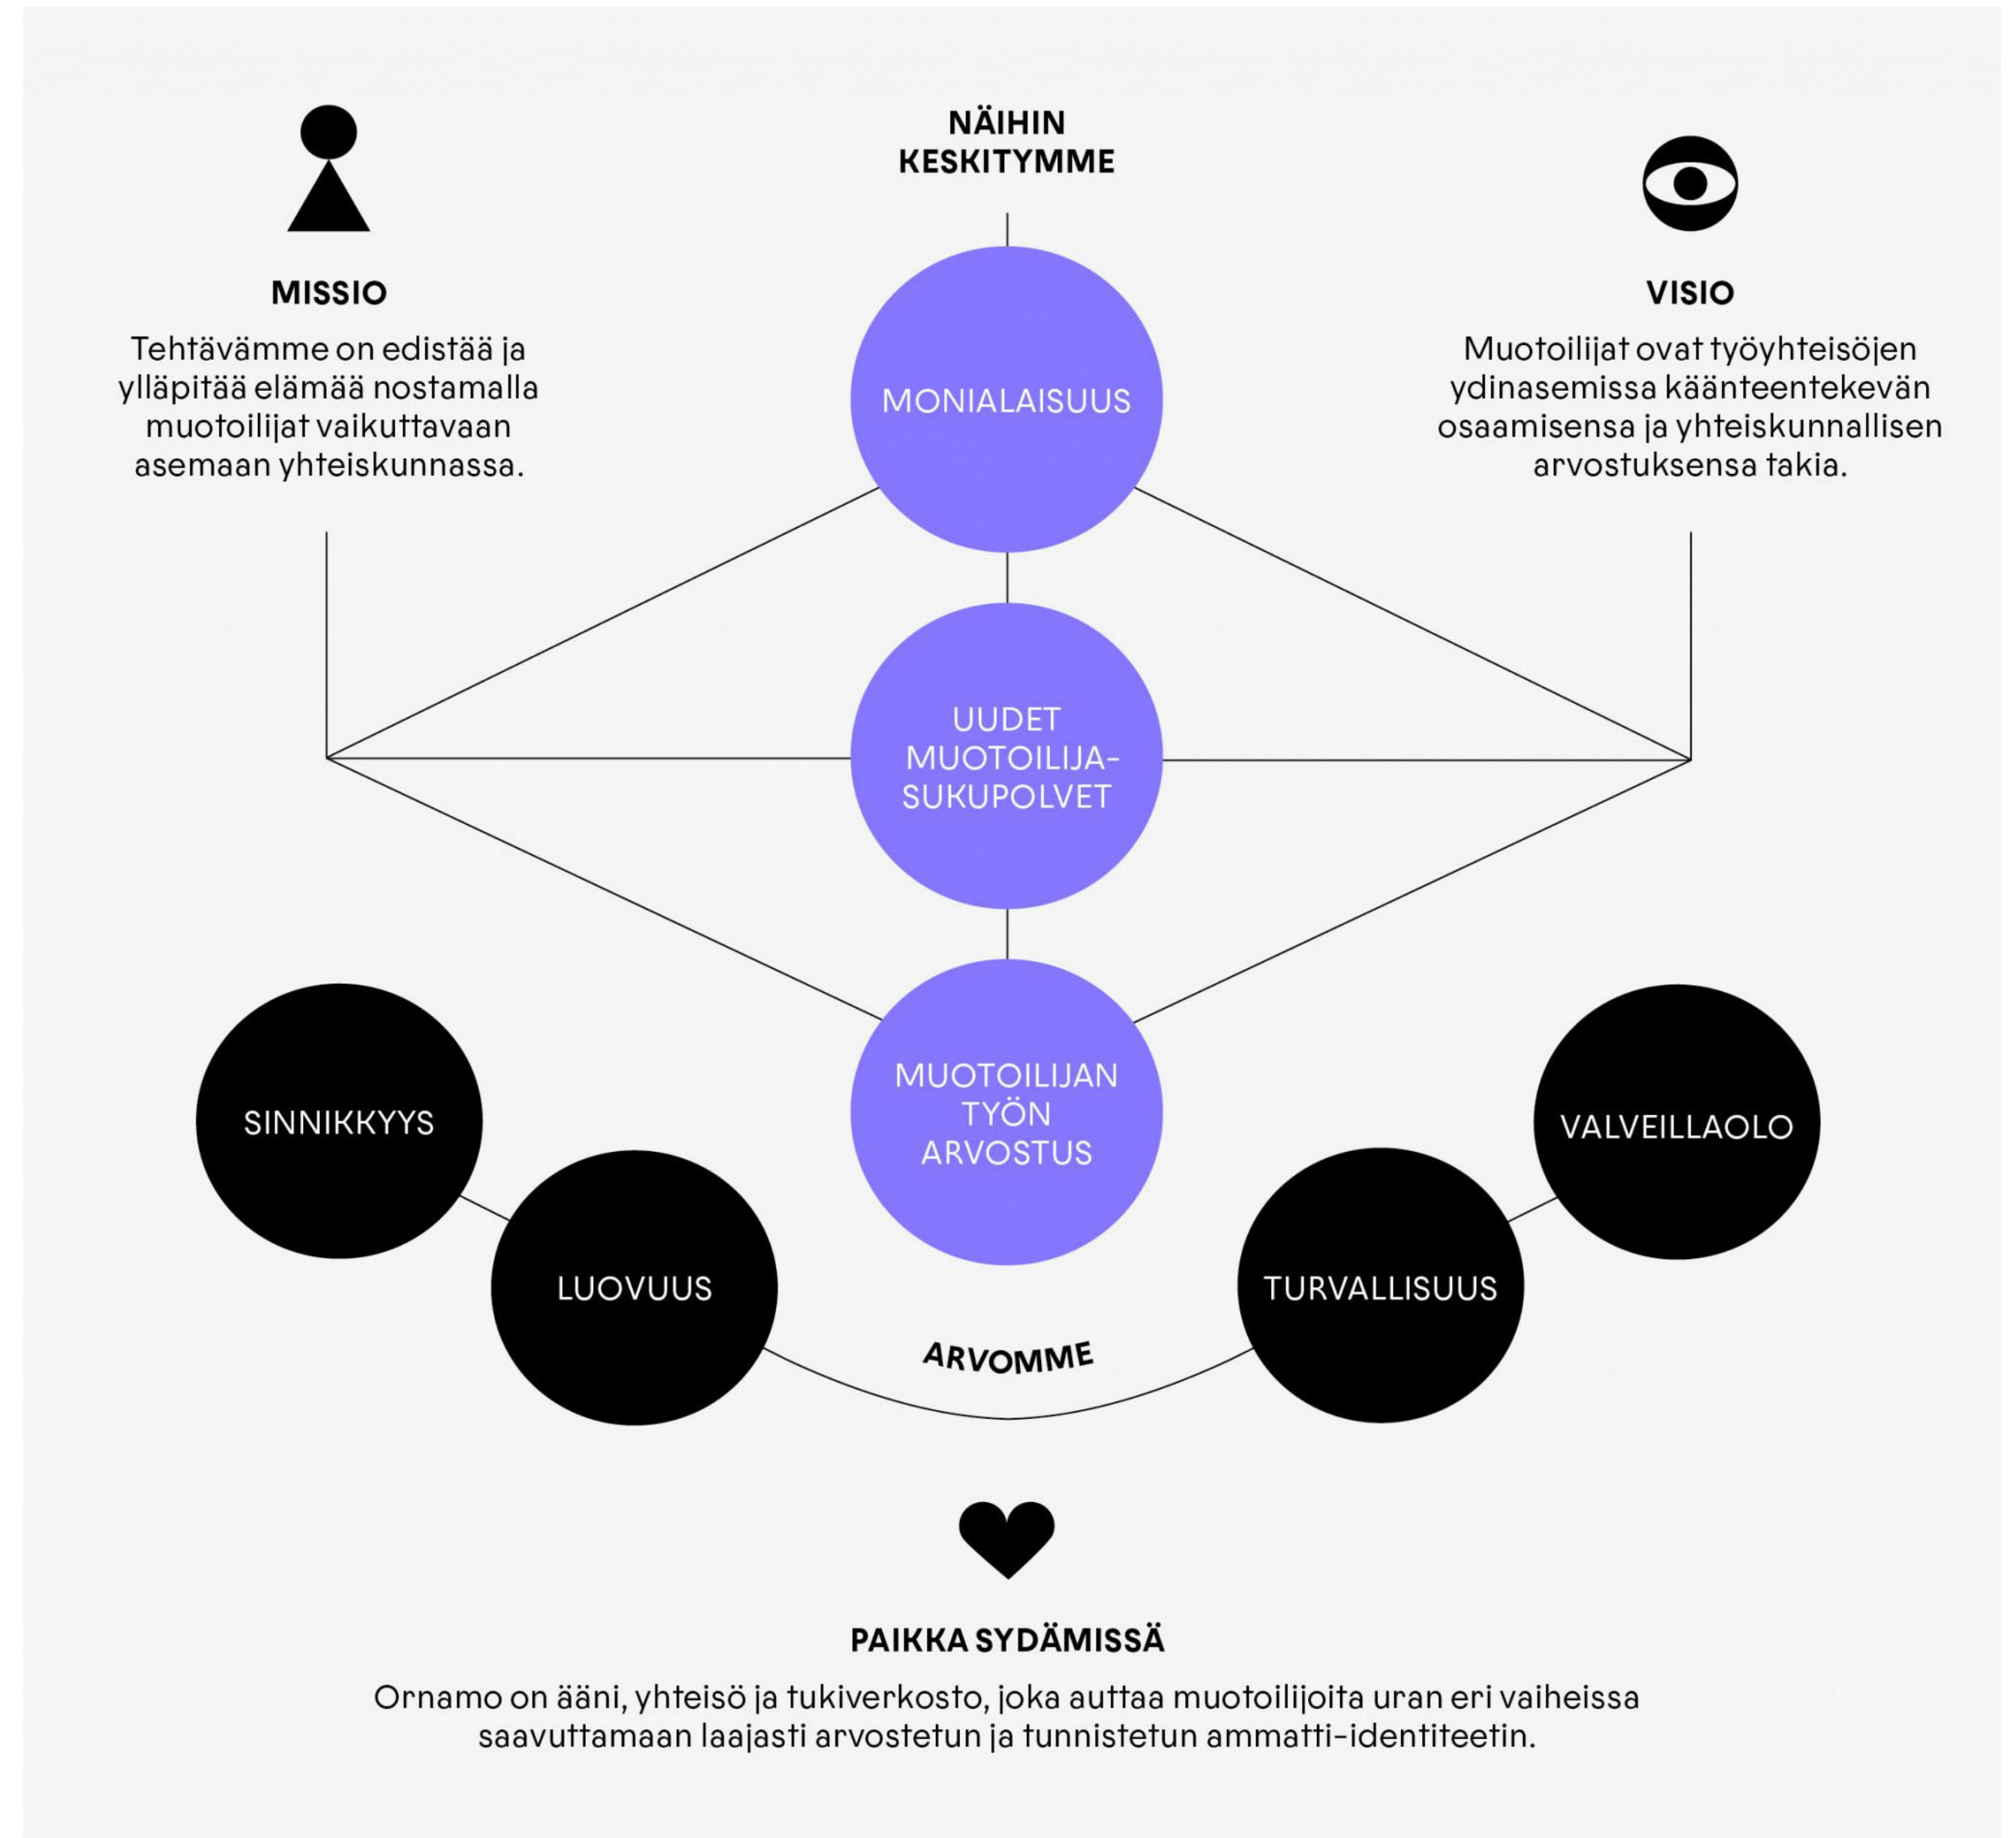 MISSIO
Tehtävämme on edistää ja
ylläpitää elämää nostamalla
muotoilijat vaikuttavaan
asemaan yhteiskunnassa.
NÄIHIN
KESKITYMME
VISIO
Muotoilijat ovat työyhteisöjen
ydinasemissa käänteentekevän
osaamisensa ja yhteiskunnallisen
arvostuksensa takia.
MONIALAISUUS
UUDET
MUOTOILIJA-
SUKUPOLVET
MUOTOILIJAN
TYÖN
ARVOSTUS
SINNIKKYYS
LUOVUUS
ARVOMME
TURVALLISUUS
VALVEILLAOLO
PAIKKA SYDÄMISSÄ
Ornamo on ääni, yhteisö ja tukiverkosto, joka auttaa muotoilijoita uran eri vaiheissa
saavuttamaan laajasti arvostetun ja tunnistetun ammatti-identiteetin.